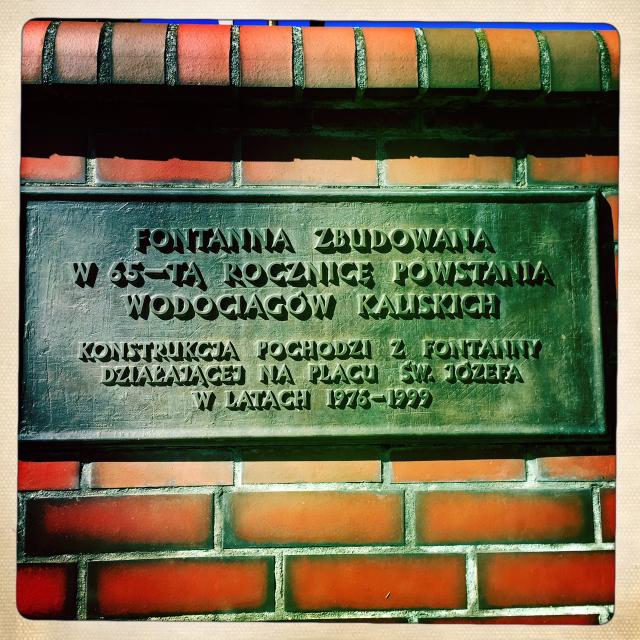 FONTANNA ZBUDOWANA
W 65-TĄ ROCZNICĘ POWSTANIA
WODOCIĄGÓW KALISKICH
KONSTRUKCJA POCHODZI Z FONTANNY
DZIAŁAJĄCEJ NA PLACU ŚW. JÓZEFA
W LATACH 1976-1999